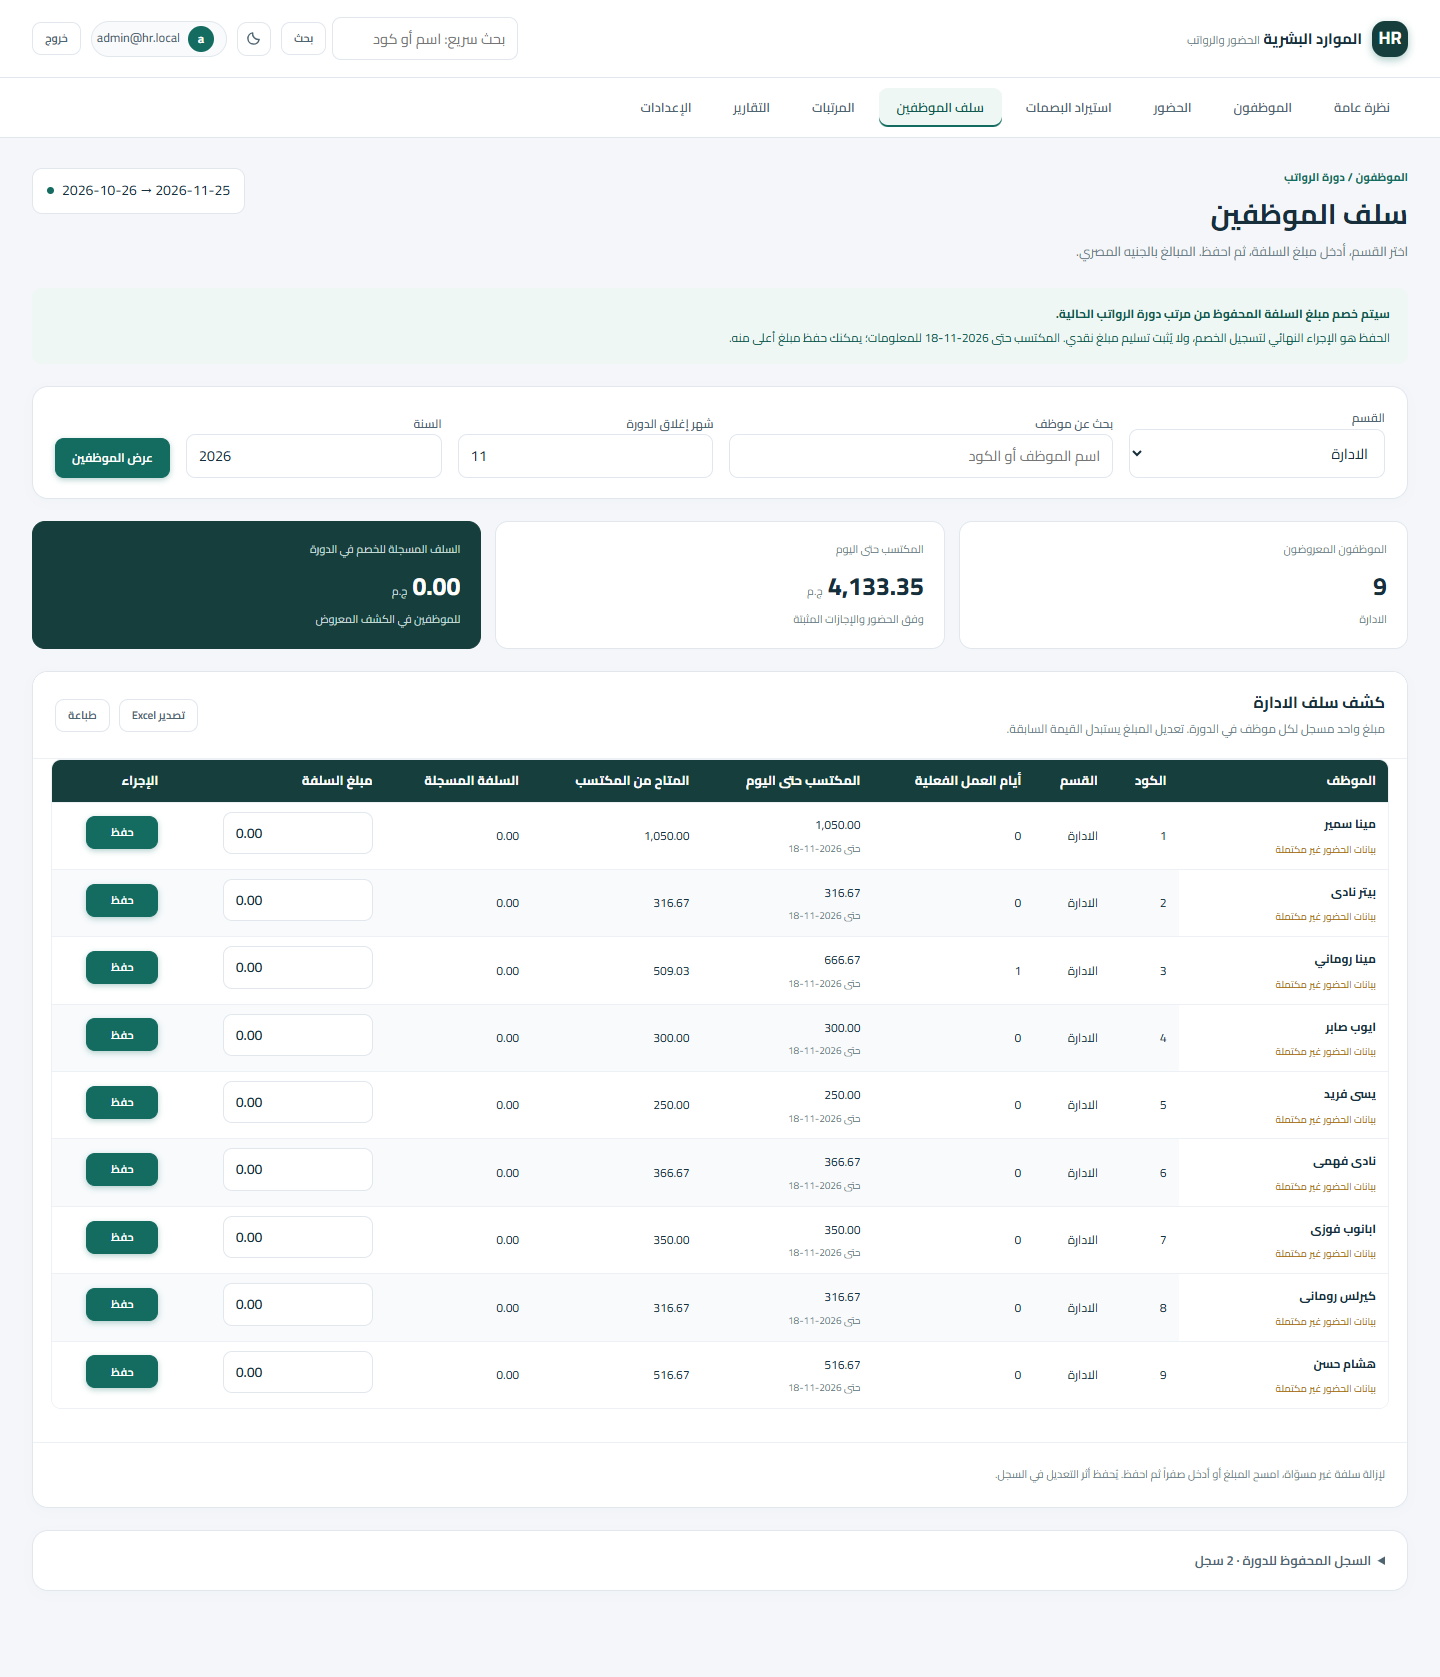 HR الموارد البشرية الحضور والرواتب
بحث سريع: اسم أو كود
بحث
a admin@hr.local
خروج
نظرة عامة
الموظفون
الحضور
استيراد البصمات
سلف الموظفين
المرتبات
التقارير
الإعدادات
الموظفون / دورة الرواتب
سلف الموظفين
اختر القسم، أدخل مبلغ السلفة، ثم احفظ. المبالغ بالجنيه المصري.
2026-10-26 → 2026-11-25
سيتم خصم مبلغ السلفة المحفوظ من مرتب دورة الرواتب الحالية.
الحفظ هو الإجراء النهائي لتسجيل الخصم، ولا يُثبت تسليم مبلغ نقدي. المكتسب حتى 2026-11-18 للمعلومات؛ يمكنك حفظ مبلغ أعلى منه.
القسم
الادارة
بحث عن موظف
اسم الموظف أو الكود
شهر إغلاق الدورة
11
السنة
2026
عرض الموظفين
الموظفون المعروضون
9
الادارة
المكتسب حتى اليوم
4,133.35 ج.م
وفق الحضور والإجازات المثبتة
السلف المسجلة للخصم في الدورة
0.00 ج.م
للموظفين في الكشف المعروض
كشف سلف الادارة
مبلغ واحد مسجل لكل موظف في الدورة. تعديل المبلغ يستبدل القيمة السابقة.
تصدير Excel
طباعة
الموظف الكود القسم أيام العمل الفعلية المكتسب حتى اليوم المتاح من المكتسب السلفة المسجلة مبلغ السلفة الإجراء
مينا سمير 1 الادارة 0 1,050.00 1,050.00 0.00 0.00 حفظ
بيانات الحضور غير مكتملة حتى 2026-11-18
بيتر نادى 2 الادارة 0 316.67 316.67 0.00 0.00 حفظ
بيانات الحضور غير مكتملة حتى 2026-11-18
مينا روماني 3 الادارة 1 666.67 509.03 0.00 0.00 حفظ
بيانات الحضور غير مكتملة حتى 2026-11-18
ايوب صابر 4 الادارة 0 300.00 300.00 0.00 0.00 حفظ
بيانات الحضور غير مكتملة حتى 2026-11-18
يسى فريد 5 الادارة 0 250.00 250.00 0.00 0.00 حفظ
بيانات الحضور غير مكتملة حتى 2026-11-18
نادى فهمى 6 الادارة 0 366.67 366.67 0.00 0.00 حفظ
بيانات الحضور غير مكتملة حتى 2026-11-18
ابانوب فوزى 7 الادارة 0 350.00 350.00 0.00 0.00 حفظ
بيانات الحضور غير مكتملة حتى 2026-11-18
كيرلس رومانى 8 الادارة 0 316.67 316.67 0.00 0.00 حفظ
بيانات الحضور غير مكتملة حتى 2026-11-18
هشام حسن 9 الادارة 0 516.67 516.67 0.00 0.00 حفظ
بيانات الحضور غير مكتملة حتى 2026-11-18
لإزالة سلفة غير مسوّاة، امسح المبلغ أو أدخل صفراً ثم احفظ. يُحفظ أثر التعديل في السجل.
السجل المحفوظ للدورة · 2 سجل